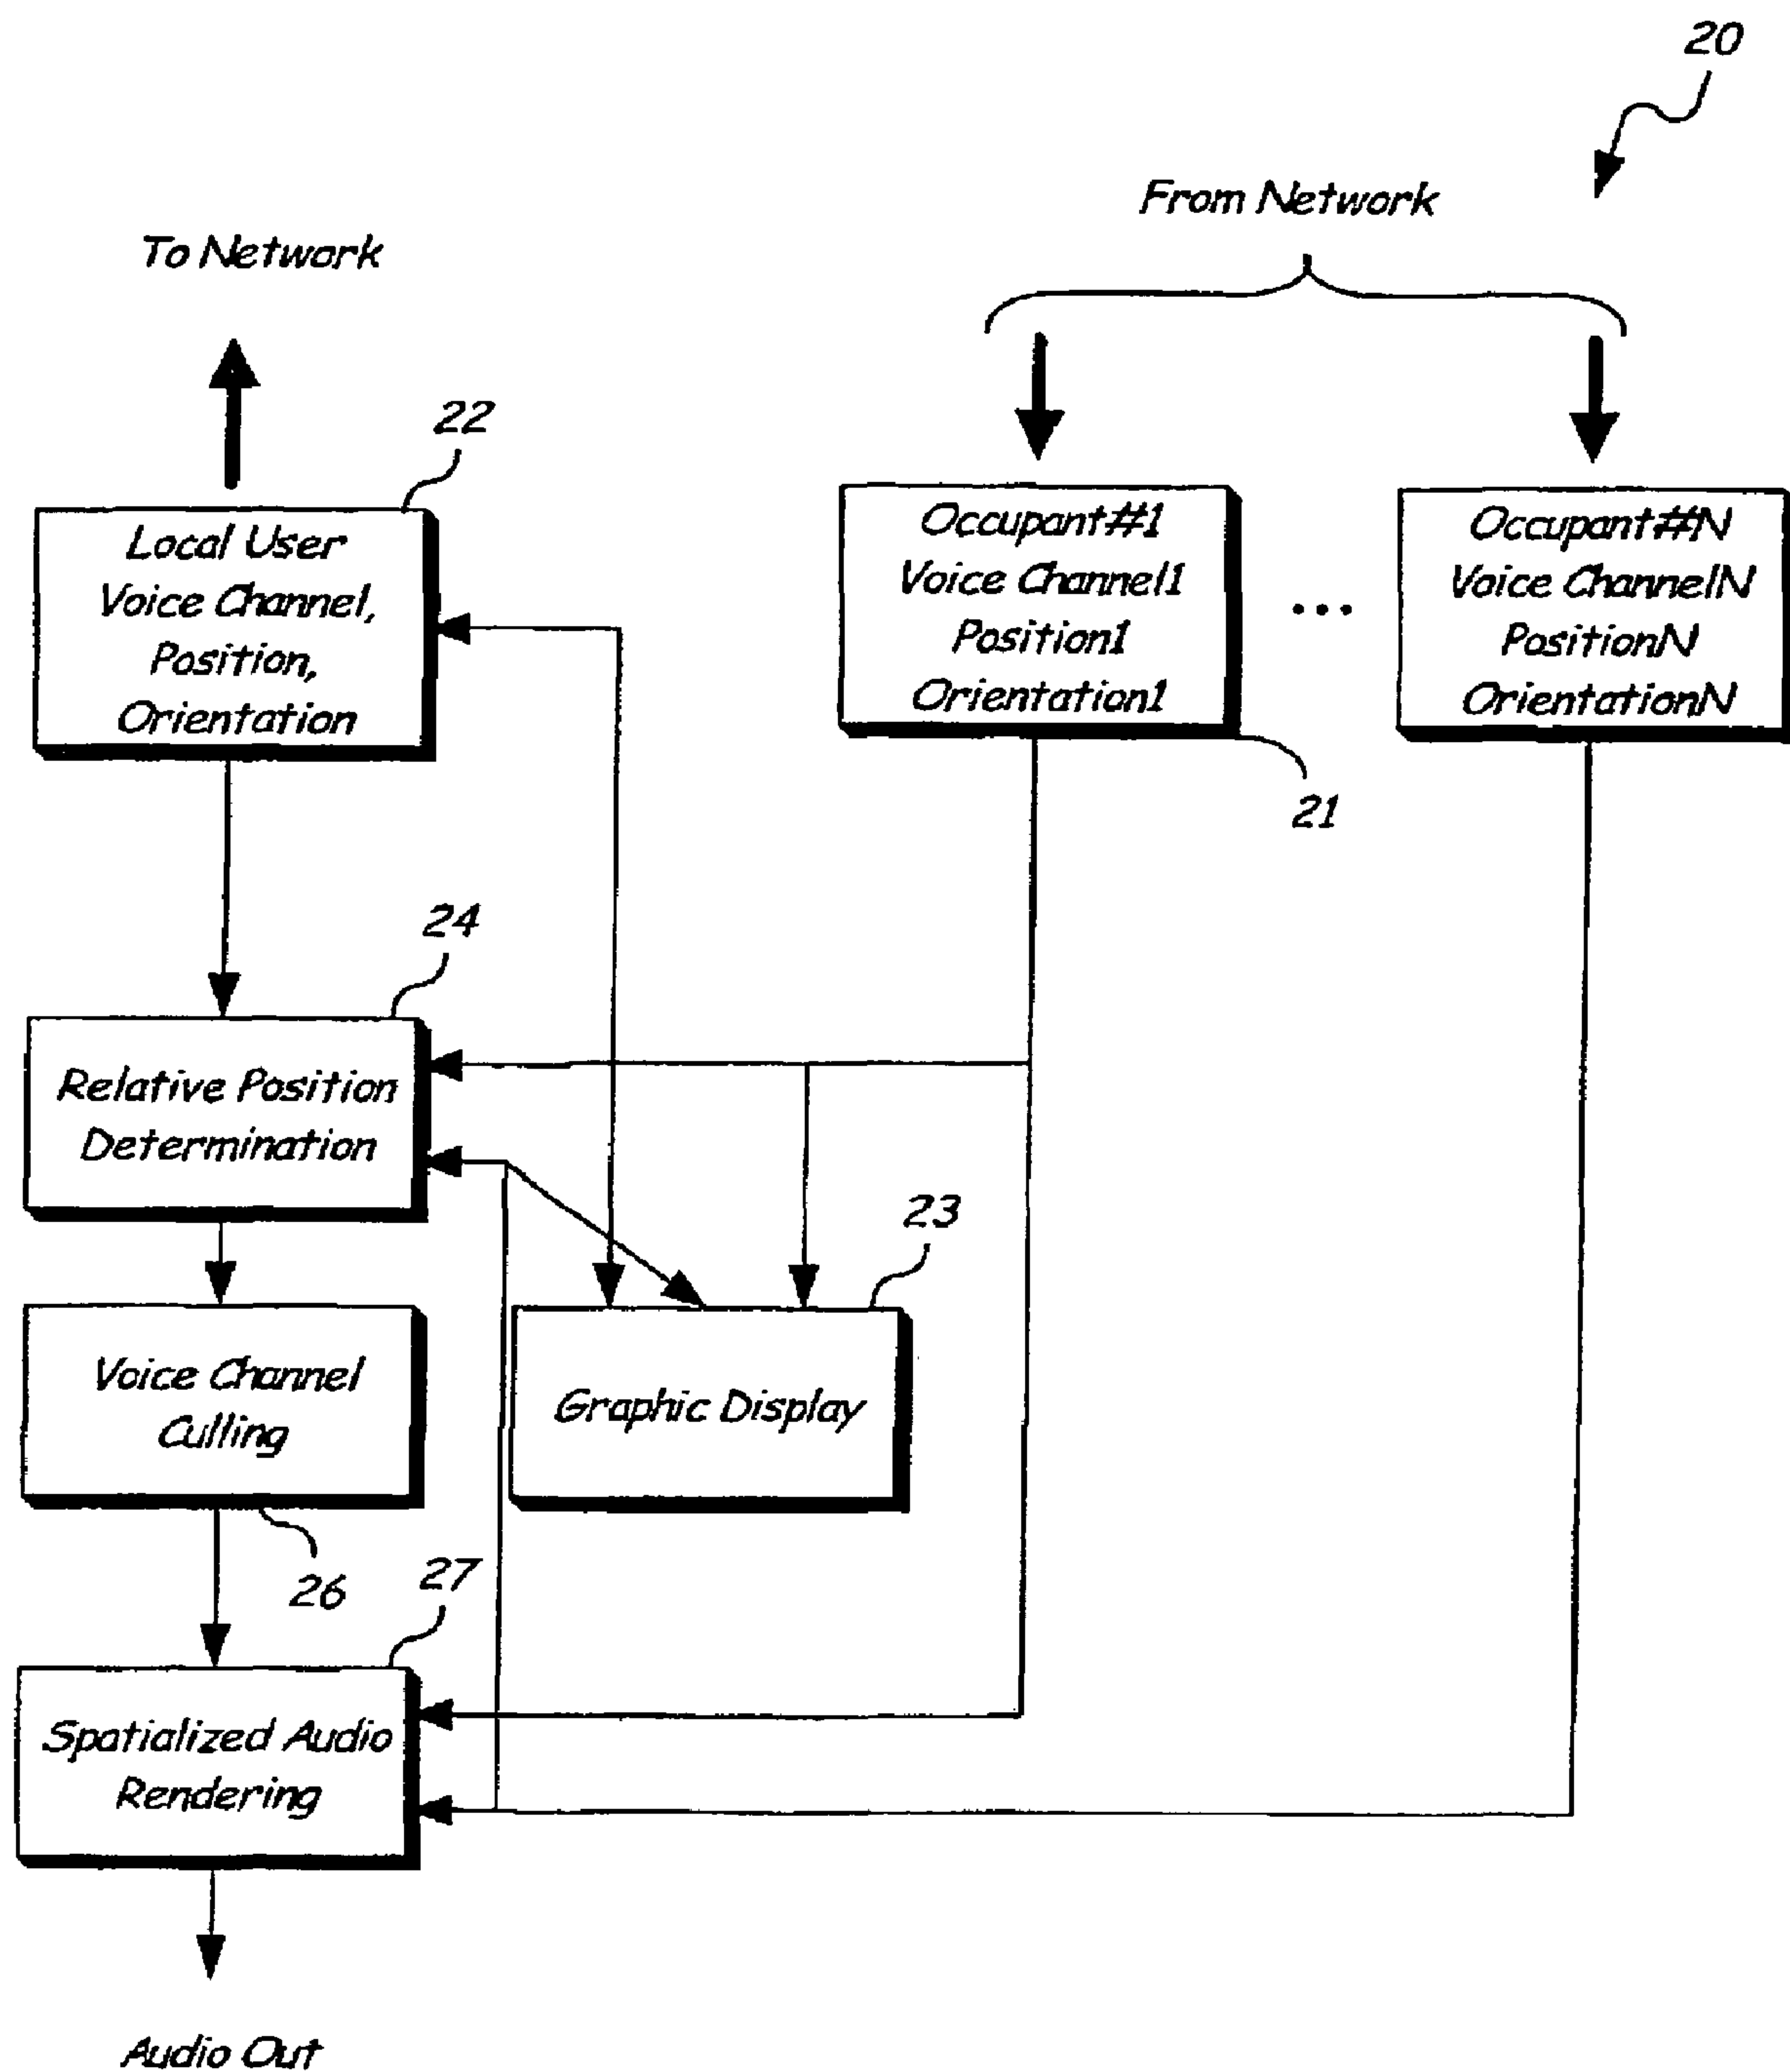 20
From Network
To Network
22
Local User
Voice Channel,
Position,
Orientation
Occupant#1
Voice Channel1
Position1
Orientation1
...
Occupant#N
Voice ChannelN
PositionN
OrientationN
21
24
Relative Position
Determination
23
Voice Channel
Culling
Graphic Display
26
27
Spatialized Audio
Rendering
Audio Out